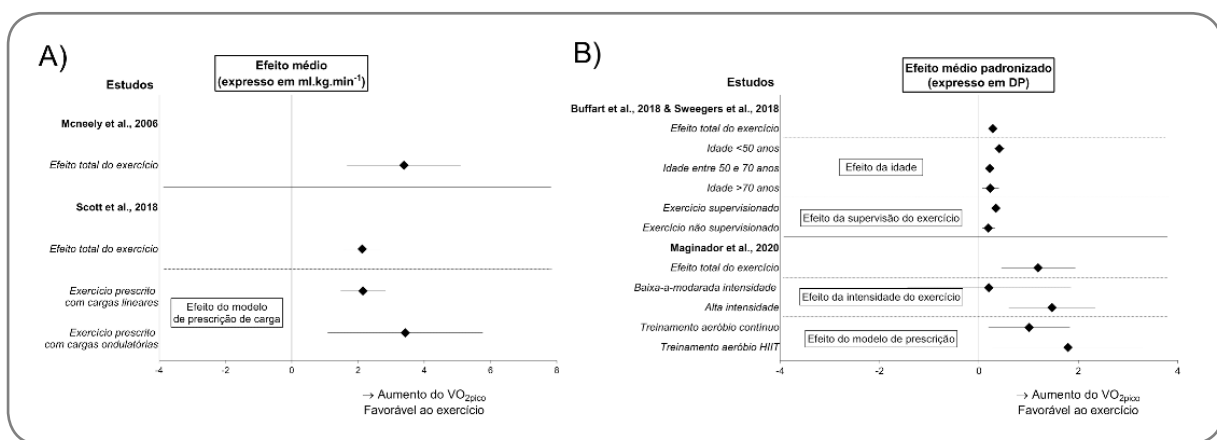 A)
Efeito médio
(expresso em ml.kg.min-1)
Estudos
Mcneely et al., 2006
Efeito total do exercício
Scott et al., 2018
Efeito total do exercício
Exercício prescrito
com cargas lineares
Efeito do modelo
de prescrição de carga
Exercício prescrito
com cargas ondulatórias
-4 -2 0 2 4 6 8
→ Aumento do VO2pico
Favorável ao exercício
B)
Efeito médio padronizado
(expresso em DP)
Estudos
Buffart et al., 2018 & Sweegers et al., 2018
Efeito total do exercício
Idade <50 anos
Idade entre 50 e 70 anos
Efeito da idade
Idade >70 anos
Exercício supervisionado
Efeito da supervisão do exercício
Exercício não supervisionado
Maginador et al., 2020
Efeito total do exercício
Baixa-a-modarada intensidade
Efeito da intensidade do exercício
Alta intensidade
Treinamento aeróbio contínuo
Efeito do modelo de prescrição
Treinamento aeróbio HIIT
-4 -2 0 2 4
→ Aumento do VO2pico
Favorável ao exercício